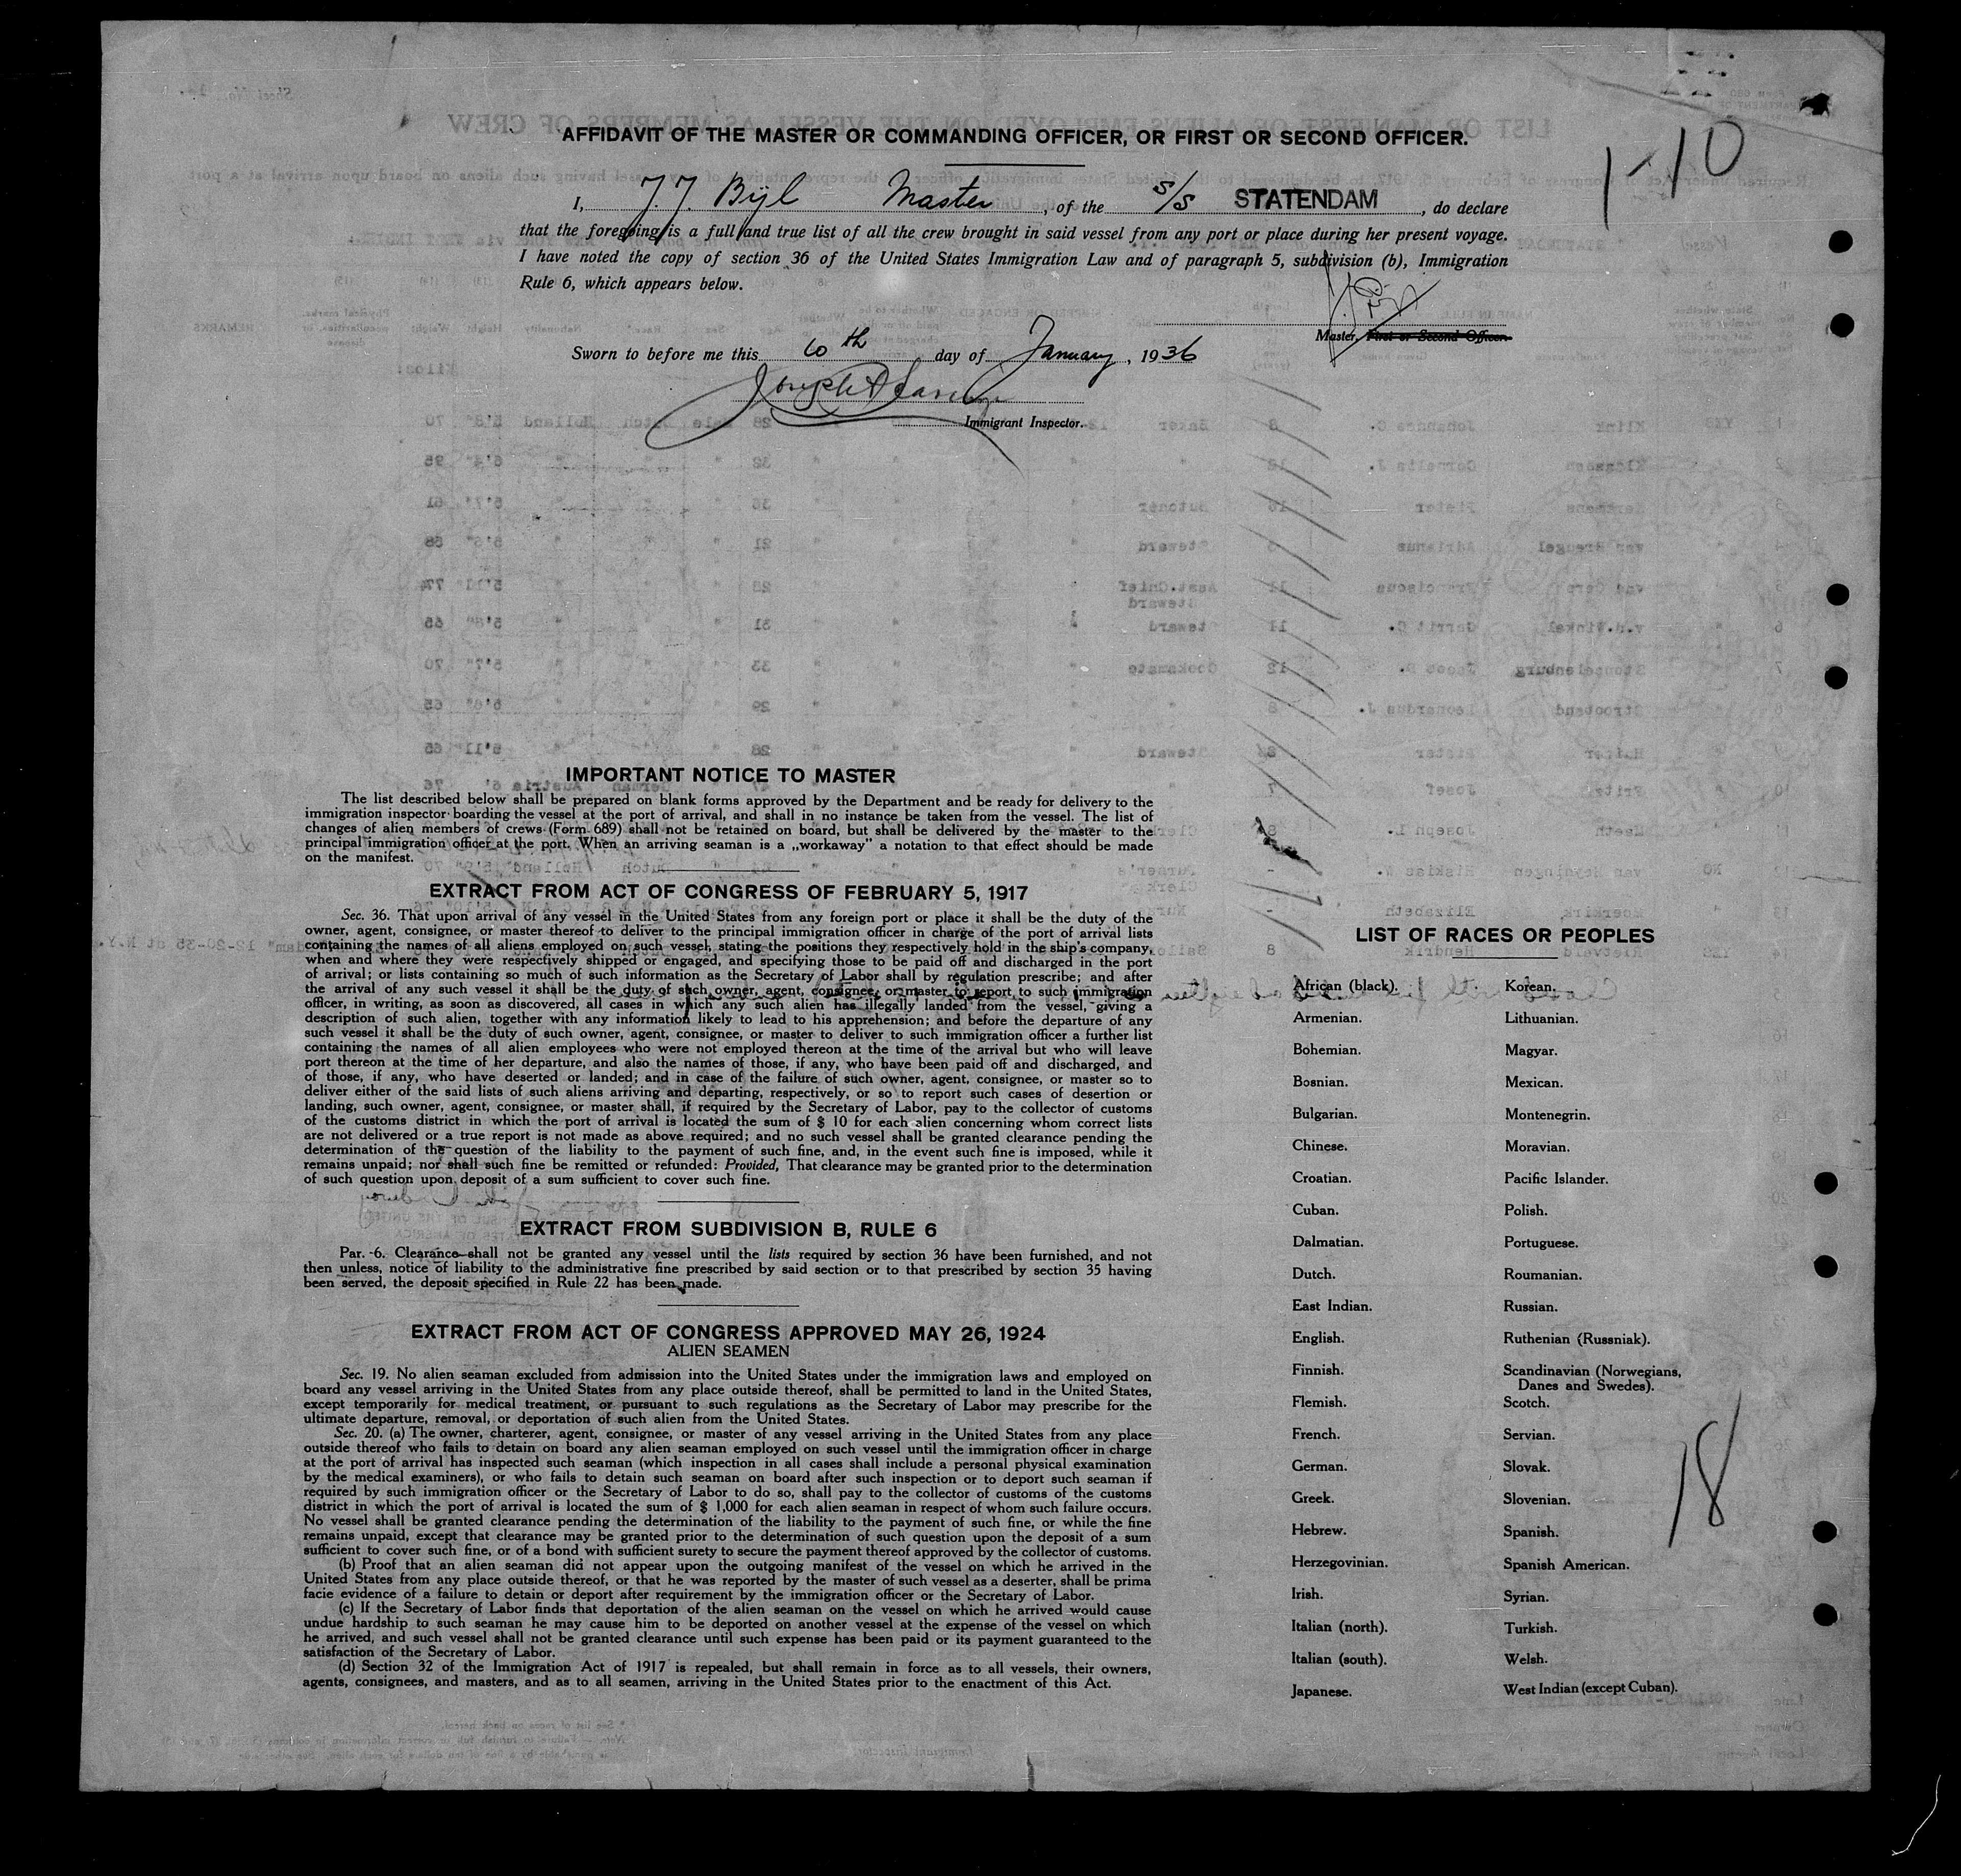 AFFIDAVIT OF THE MASTER OR COMMANDING OFFICER, OR FIRST OR SECOND OFFICER.
1-10
I, J.J. Bijl Master, of the S/S STATENDAM, do declare
that the foregoing is a full and true list of all the crew brought in said vessel from any port or place during her present voyage.
I have noted the copy of section 36 of the United States Immigration Law and of paragraph 5, subdivision (b), Immigration
Rule 6, which appears below.
Master, First or Second Officer.
Sworn to before me this 10th day of January, 1936
Immigrant Inspector.
IMPORTANT NOTICE TO MASTER
The list described below shall be prepared on blank forms approved by the Department and be ready for delivery to the
immigration inspector boarding the vessel at the port of arrival, and shall in no instance be taken from the vessel. The list of
changes of alien members of crews (Form 689) shall not be retained on board, but shall be delivered by the master to the
principal immigration officer at the port. When an arriving seaman is a „workaway” a notation to that effect should be made
on the manifest.
EXTRACT FROM ACT OF CONGRESS OF FEBRUARY 5, 1917
Sec. 36. That upon arrival of any vessel in the United States from any foreign port or place it shall be the duty of the
owner, agent, consignee, or master thereof to deliver to the principal immigration officer in charge of the port of arrival lists
containing the names of all aliens employed on such vessel, stating the positions they respectively hold in the ship's company,
when and where they were respectively shipped or engaged, and specifying those to be paid off and discharged in the port
of arrival; or lists containing so much of such information as the Secretary of Labor shall by regulation prescribe; and after
the arrival of any such vessel it shall be the duty of such owner, agent, consignee, or master to report to such immigration
officer, in writing, as soon as discovered, all cases in which any such alien has illegally landed from the vessel, giving a
description of such alien, together with any information likely to lead to his apprehension; and before the departure of any
such vessel it shall be the duty of such owner, agent, consignee, or master to deliver to such immigration officer a further list
containing the names of all alien employees who were not employed thereon at the time of the arrival but who will leave
port thereon at the time of her departure, and also the names of those, if any, who have been paid off and discharged, and
of those, if any, who have deserted or landed; and in case of the failure of such owner, agent, consignee, or master so to
deliver either of the said lists of such aliens arriving and departing, respectively, or so to report such cases of desertion or
landing, such owner, agent, consignee, or master shall, if required by the Secretary of Labor, pay to the collector of customs
of the customs district in which the port of arrival is located the sum of $ 10 for each alien concerning whom correct lists
are not delivered or a true report is not made as above required; and no such vessel shall be granted clearance pending the
determination of the question of the liability to the payment of such fine, and, in the event such fine is imposed, while it
remains unpaid; nor shall such fine be remitted or refunded: Provided, That clearance may be granted prior to the determination
of such question upon deposit of a sum sufficient to cover such fine.
EXTRACT FROM SUBDIVISION B, RULE 6
Par. 6. Clearance shall not be granted any vessel until the lists required by section 36 have been furnished, and not
then unless, notice of liability to the administrative fine prescribed by said section or to that prescribed by section 35 having
been served, the deposit specified in Rule 22 has been made.
EXTRACT FROM ACT OF CONGRESS APPROVED MAY 26, 1924
ALIEN SEAMEN
Sec. 19. No alien seaman excluded from admission into the United States under the immigration laws and employed on
board any vessel arriving in the United States from any place outside thereof, shall be permitted to land in the United States,
except temporarily for medical treatment, or pursuant to such regulations as the Secretary of Labor may prescribe for the
ultimate departure, removal, or deportation of such alien from the United States.
Sec. 20. (a) The owner, charterer, agent, consignee, or master of any vessel arriving in the United States from any place
outside thereof who fails to detain on board any alien seaman employed on such vessel until the immigration officer in charge
at the port of arrival has inspected such seaman (which inspection in all cases shall include a personal physical examination
by the medical examiners), or who fails to detain such seaman on board after such inspection or to deport such seaman if
required by such immigration officer or the Secretary of Labor to do so, shall pay to the collector of customs of the customs
district in which the port of arrival is located the sum of $ 1,000 for each alien seaman in respect of whom such failure occurs.
No vessel shall be granted clearance pending the determination of the liability to the payment of such fine, or while the fine
remains unpaid, except that clearance may be granted prior to the determination of such question upon the deposit of a sum
sufficient to cover such fine, or of a bond with sufficient surety to secure the payment thereof approved by the collector of customs.
(b) Proof that an alien seaman did not appear upon the outgoing manifest of the vessel on which he arrived in the
United States from any place outside thereof, or that he was reported by the master of such vessel as a deserter, shall be prima
facie evidence of a failure to detain or deport after requirement by the immigration officer or the Secretary of Labor.
(c) If the Secretary of Labor finds that deportation of the alien seaman on the vessel on which he arrived would cause
undue hardship to such seaman he may cause him to be deported on another vessel at the expense of the vessel on which
he arrived, and such vessel shall not be granted clearance until such expense has been paid or its payment guaranteed to the
satisfaction of the Secretary of Labor.
(d) Section 32 of the Immigration Act of 1917 is repealed, but shall remain in force as to all vessels, their owners,
agents, consignees, and masters, and as to all seamen, arriving in the United States prior to the enactment of this Act.
LIST OF RACES OR PEOPLES
African (black).
Armenian.
Bohemian.
Bosnian.
Bulgarian.
Chinese.
Croatian.
Cuban.
Dalmatian.
Dutch.
East Indian.
English.
Finnish.
Flemish.
French.
German.
Greek.
Hebrew.
Herzegovinian.
Irish.
Italian (north).
Italian (south).
Japanese.
Korean.
Lithuanian.
Magyar.
Mexican.
Montenegrin.
Moravian.
Pacific Islander.
Polish.
Portuguese.
Roumanian.
Russian.
Ruthenian (Russniak).
Scandinavian (Norwegians,
Danes and Swedes).
Scotch.
Servian.
Slovak.
Slovenian.
Spanish.
Spanish American.
Syrian.
Turkish.
Welsh.
West Indian (except Cuban).
18